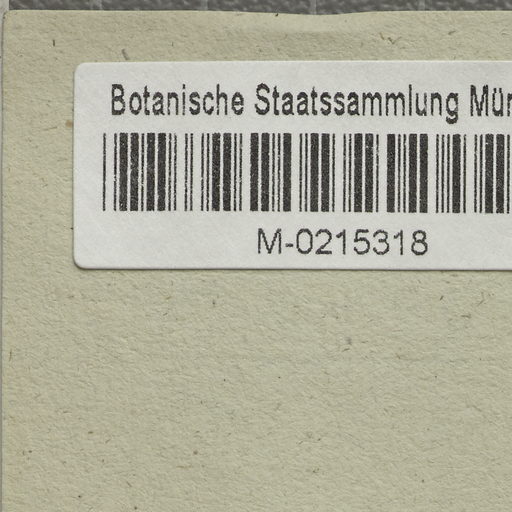 Botanische Staatssammlung Mün
M-0215318